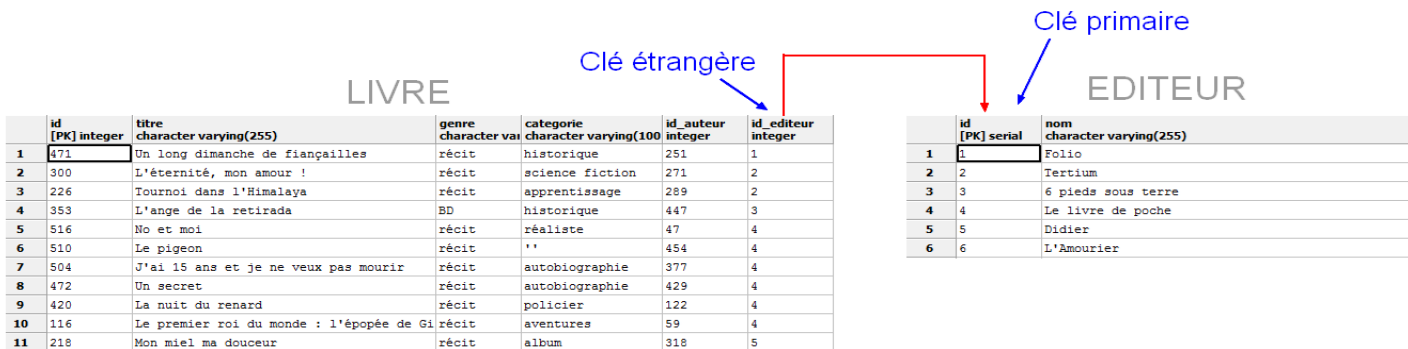 Clé primaire
Clé étrangère
LIVRE
EDITEUR
id titre genre categorie id_auteur id_editeur
[PK] integer character varying(255) character var character varying(100 integer integer
1 471 Un long dimanche de fiançailles récit historique 251 1
2 300 L'éternité, mon amour ! récit science fiction 271 2
3 226 Tournoi dans l'Himalaya récit apprentissage 289 2
4 353 L'ange de la retirada BD historique 447 3
5 516 No et moi récit réaliste 47 4
6 510 Le pigeon récit '' 454 4
7 504 J'ai 15 ans et je ne veux pas mourir récit autobiographie 377 4
8 472 Un secret récit autobiographie 429 4
9 420 La nuit du renard récit policier 122 4
10 116 Le premier roi du monde : l'épopée de Gi récit aventures 59 4
11 218 Mon miel ma douceur récit album 318 5
id nom
[PK] serial character varying(255)
1 1 Folio
2 2 Tertium
3 3 6 pieds sous terre
4 4 Le livre de poche
5 5 Didier
6 6 L'Amourier